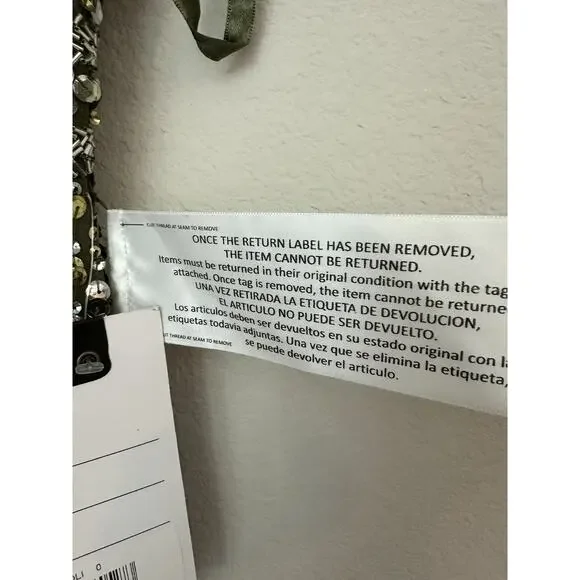 CUT THREAD AT SEAM TO REMOVE
ONCE THE RETURN LABEL HAS BEEN REMOVED,
THE ITEM CANNOT BE RETURNED.
Items must be returned in their original condition with the tag
attached. Once tag is removed, the item cannot be returne
UNA VEZ RETIRADA LA ETIQUETA DE DEVOLUCION,
EL ARTICULO NO PUEDE SER DEVUELTO.
Los articulos deben ser devueltos en su estado original con la
etiquetas todavia adjuntas. Una vez que se elimina la etiqueta,
se puede devolver el articulo.
UT THREAD AT SEAM TO REMOVE
0